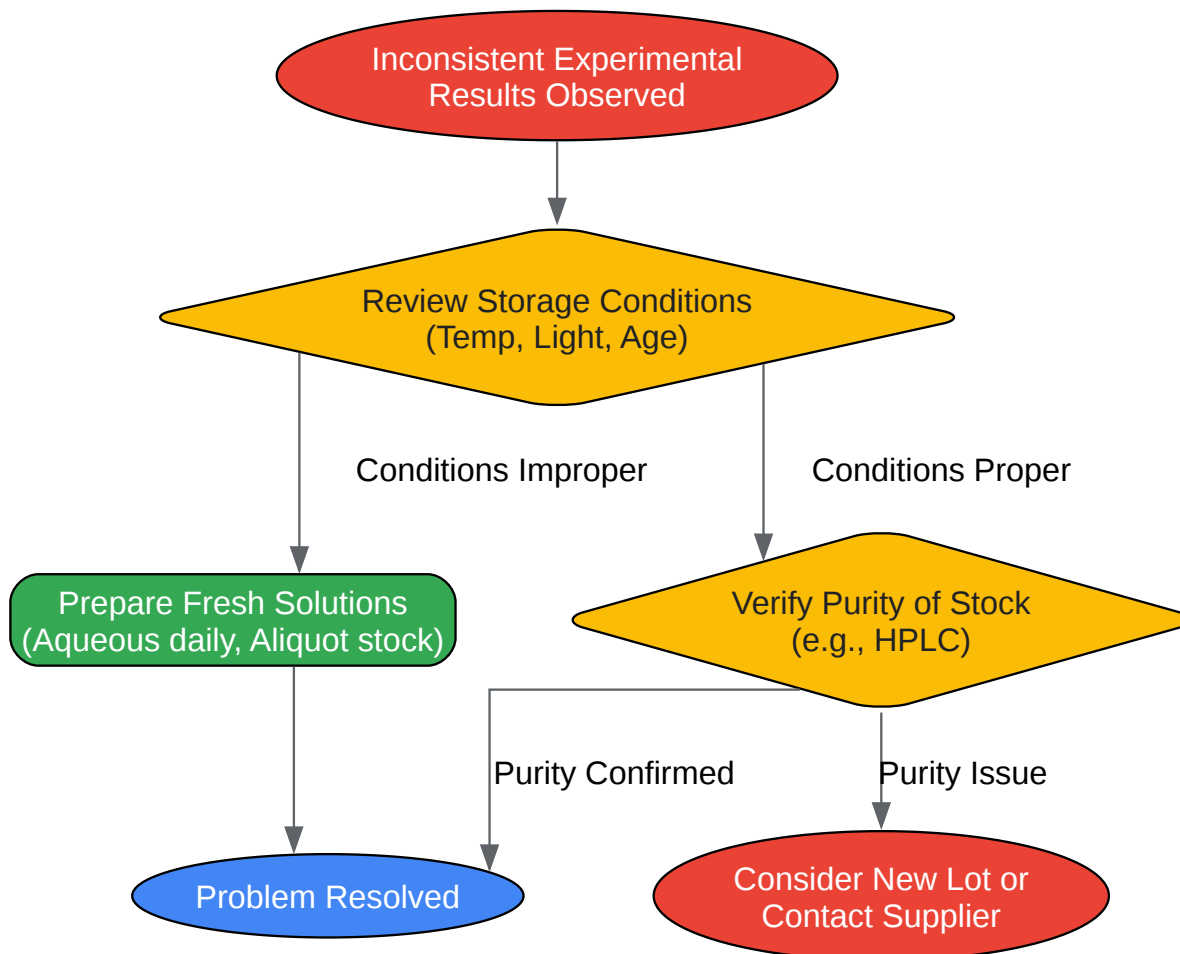 Inconsistent Experimental
Results Observed
Review Storage Conditions
(Temp, Light, Age)
Conditions Improper
Conditions Proper
Prepare Fresh Solutions
(Aqueous daily, Aliquot stock)
Verify Purity of Stock
(e.g., HPLC)
Purity Confirmed
Purity Issue
Problem Resolved
Consider New Lot or
Contact Supplier